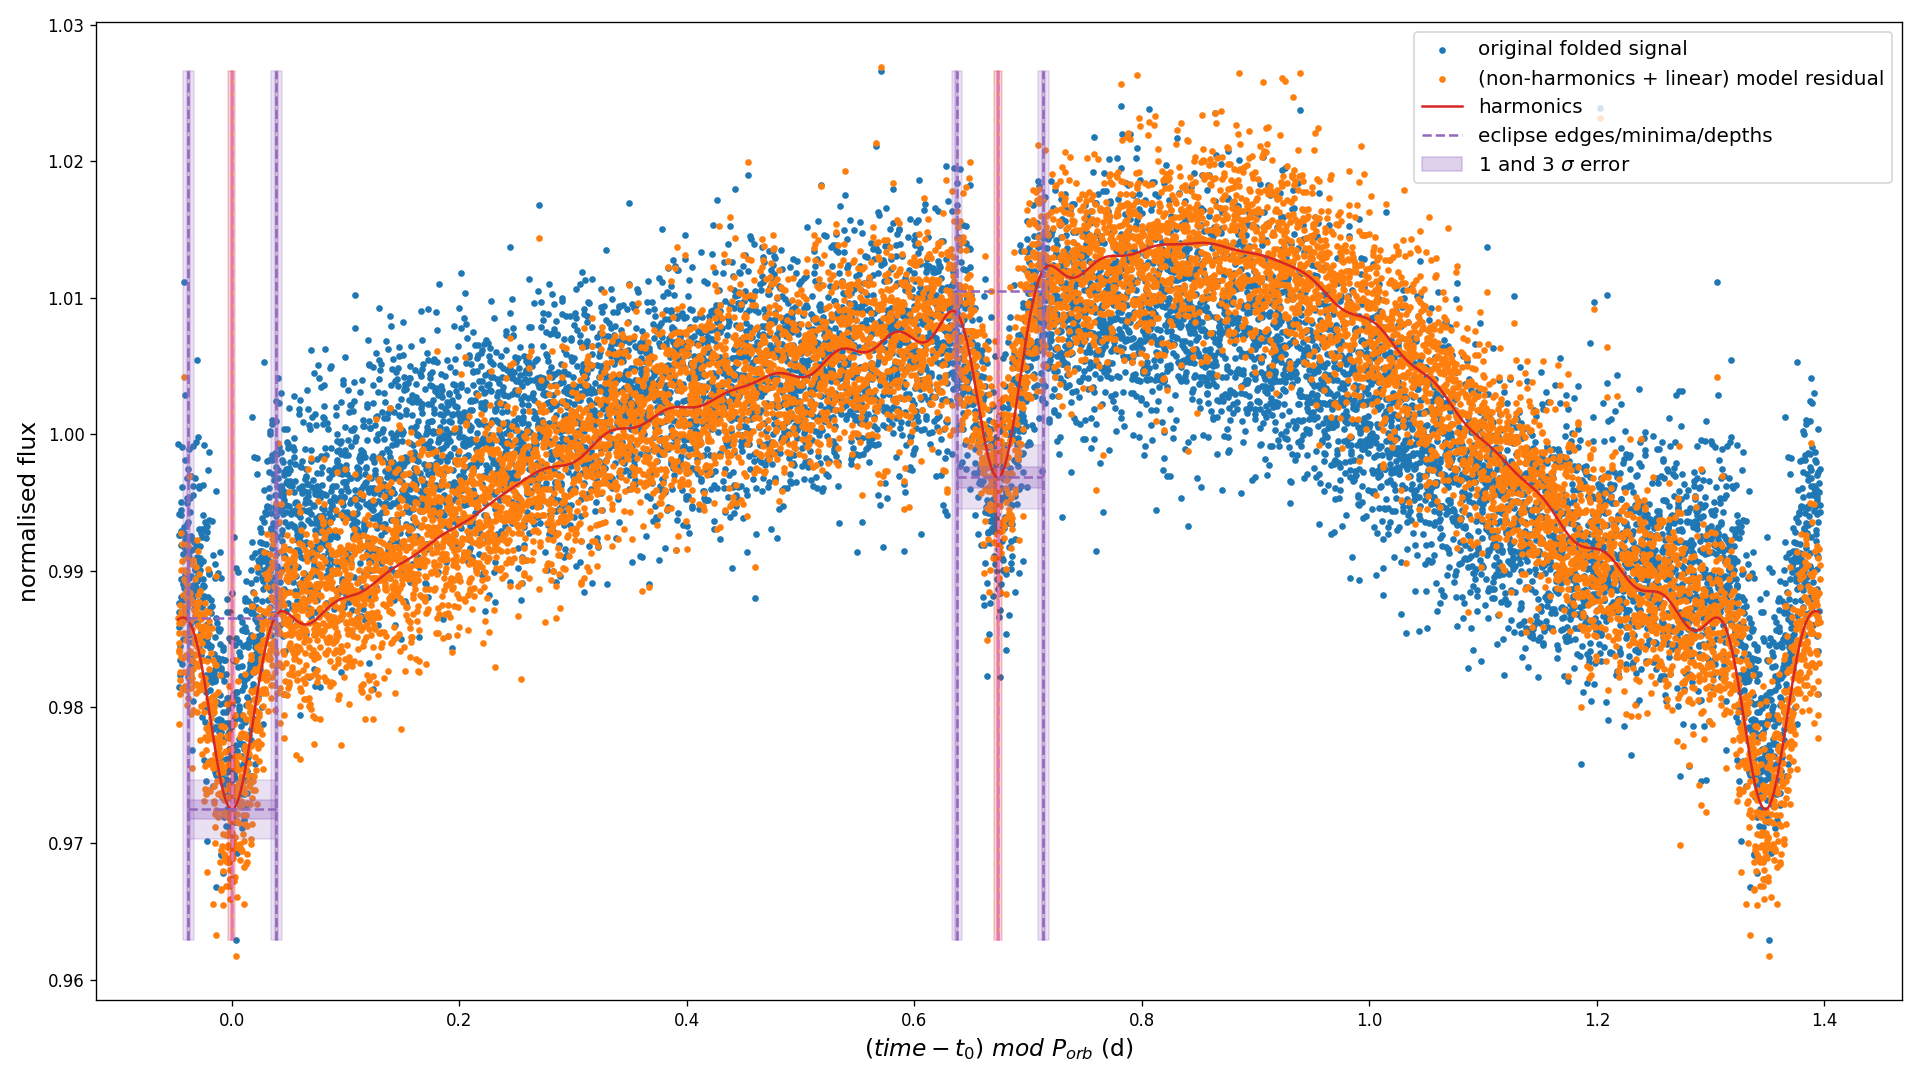 1.03
1.02
1.01
1.00
0.99
0.98
0.97
0.96
normalised flux
original folded signal
(non-harmonics + linear) model residual
harmonics
eclipse edges/minima/depths
1 and 3 σ error
0.0 0.2 0.4 0.6 0.8 1.0 1.2 1.4
(time − t₀) mod Pₒᵣb (d)